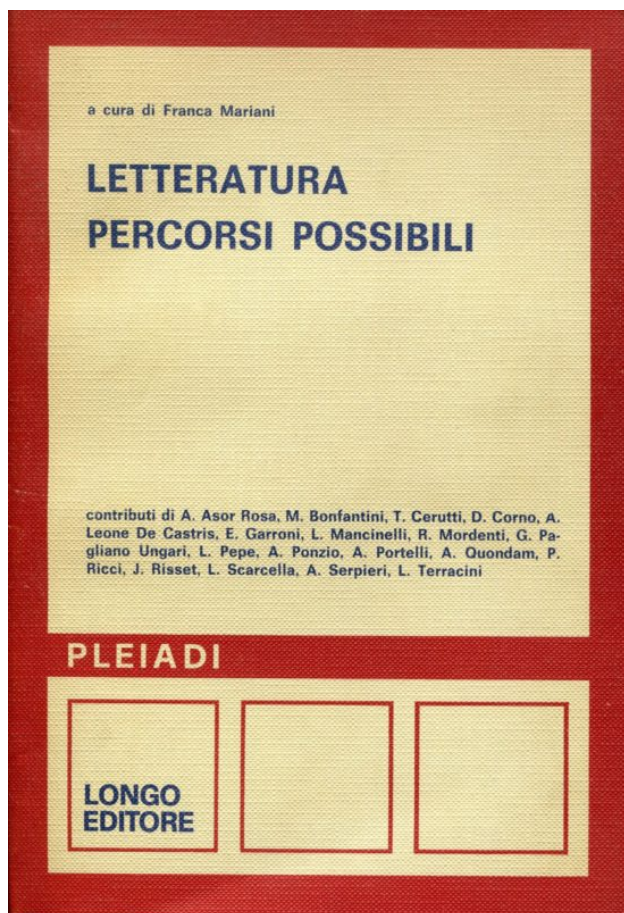 a cura di Franca Mariani
LETTERATURA
PERCORSI POSSIBILI
contributi di A. Asor Rosa, M. Bonfantini, T. Cerutti, D. Corno, A.
Leone De Castris, E. Garroni, L. Mancinelli, R. Mordenti, G. Pa-
gliano Ungari, L. Pepe, A. Ponzio, A. Portelli, A. Quondam, P.
Ricci, J. Risset, L. Scarcella, A. Serpieri, L. Terracini
PLEIADI
LONGO
EDITORE